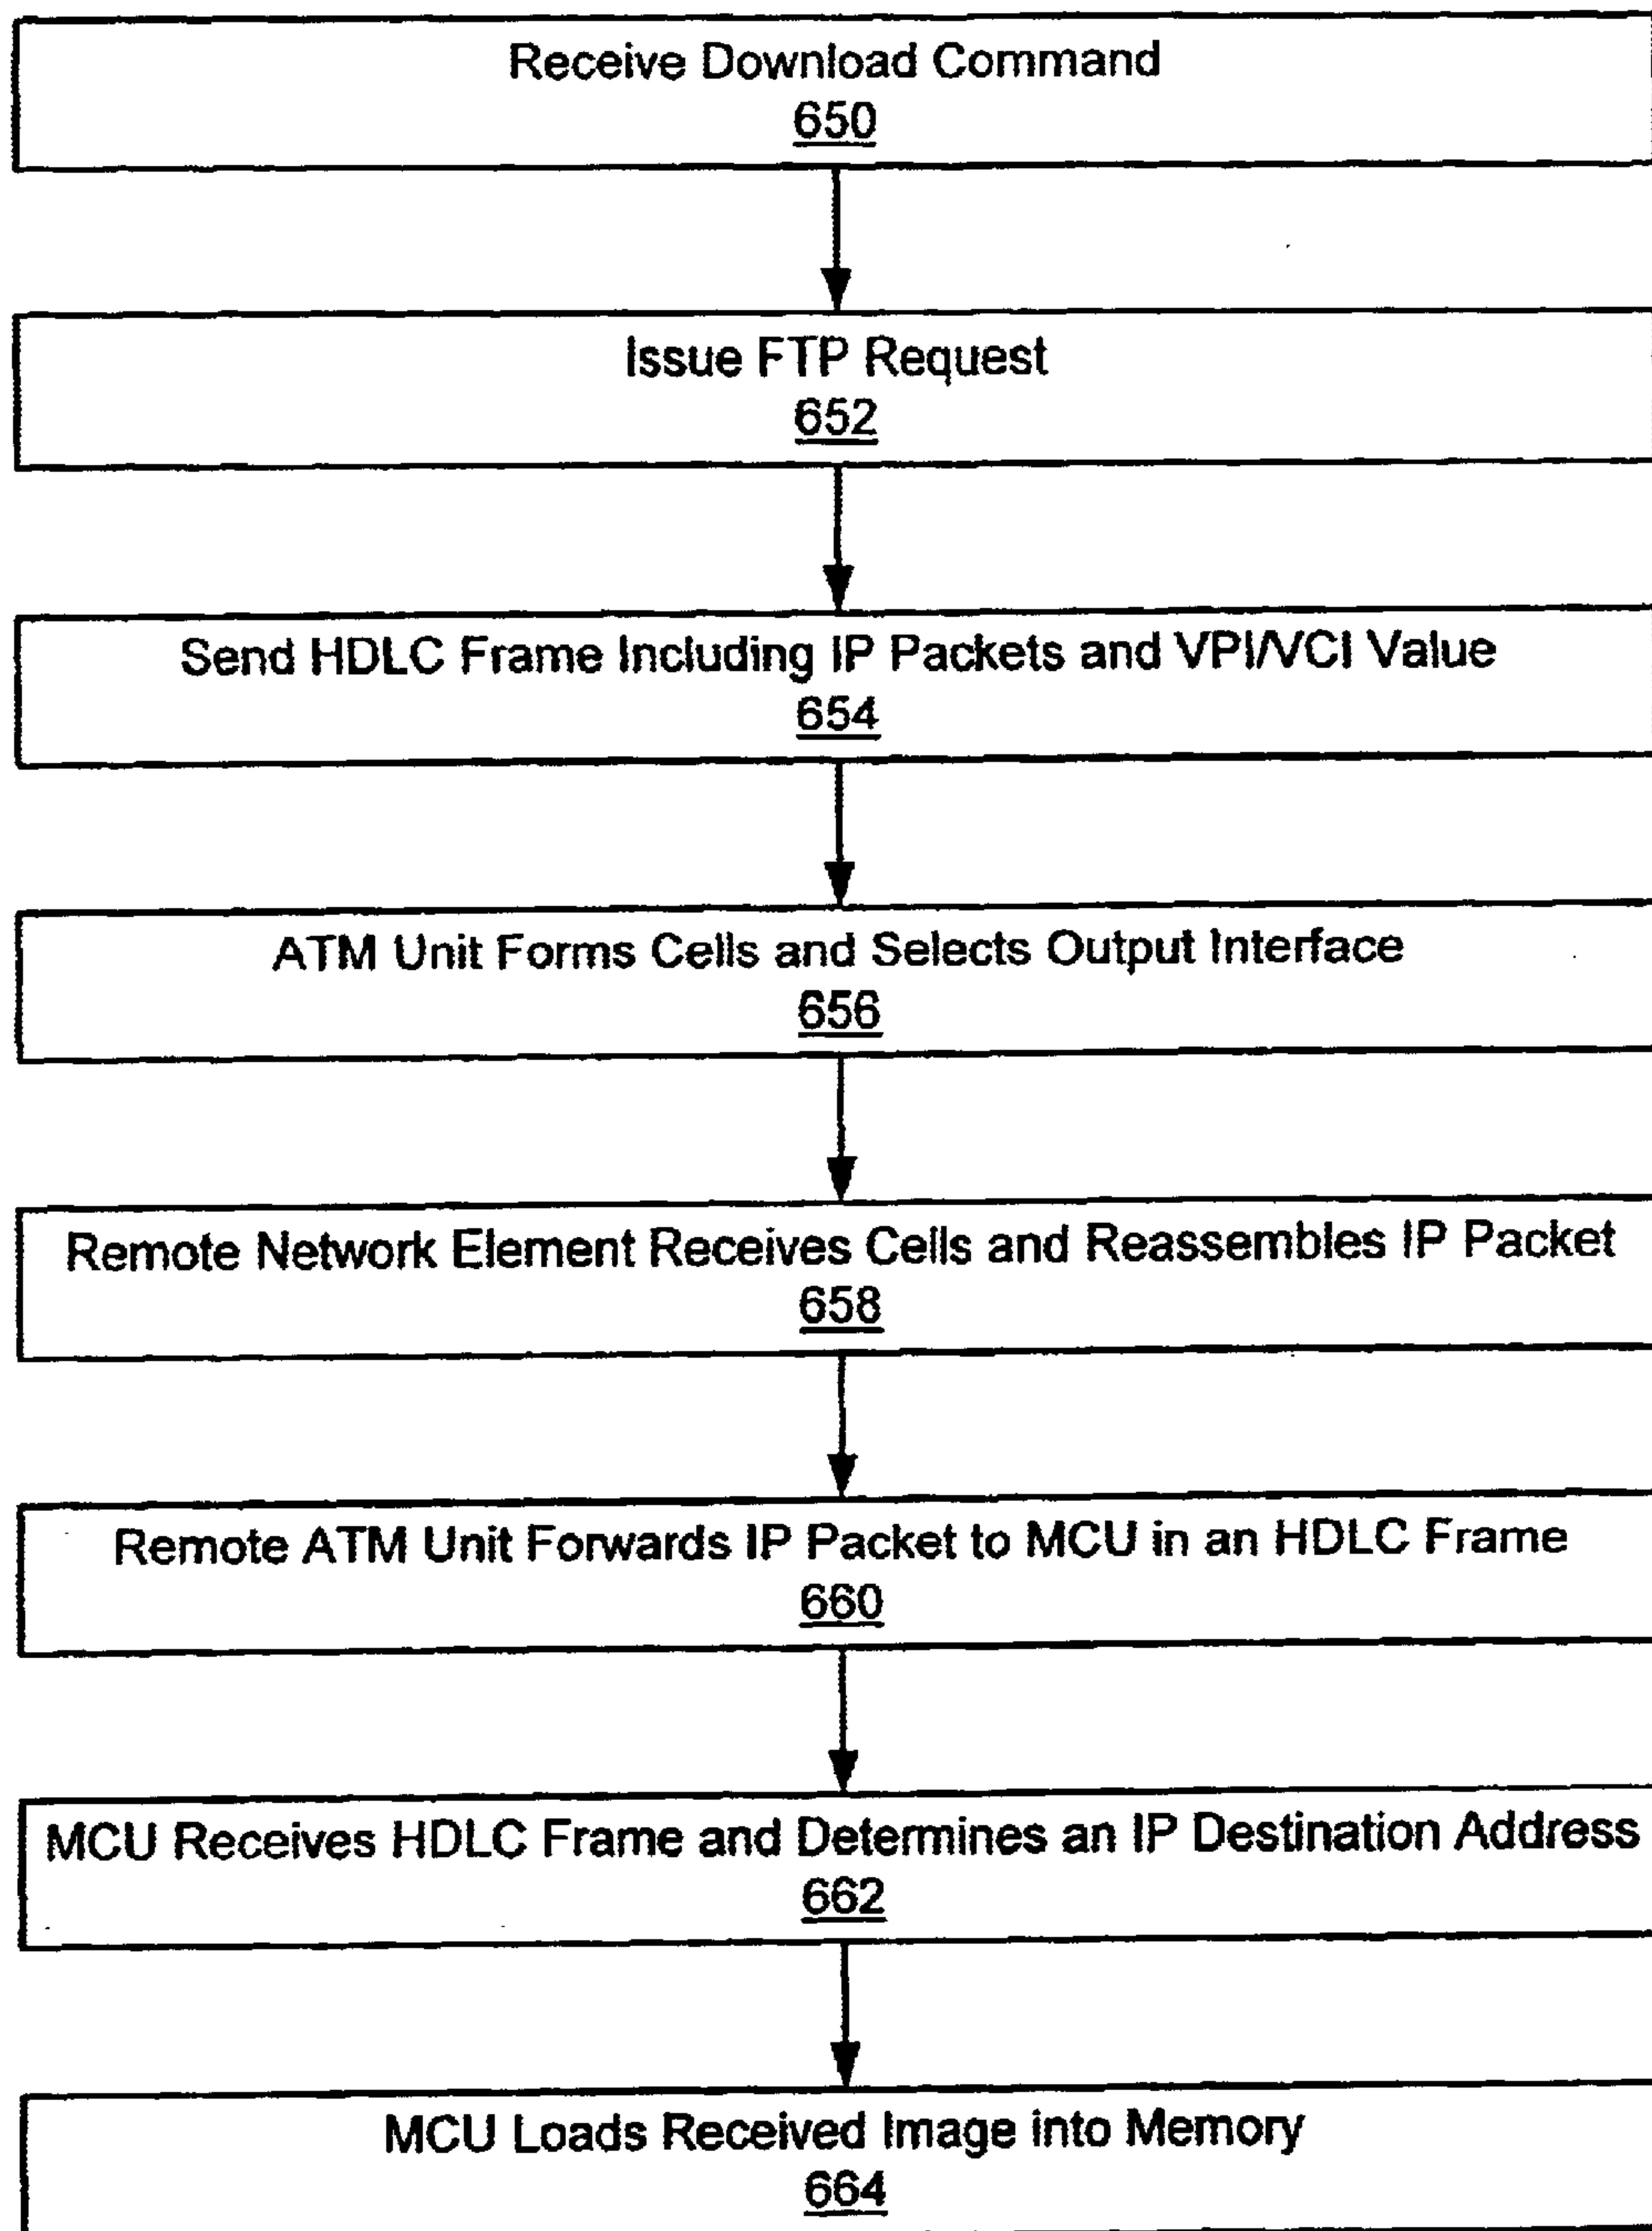 Receive Download Command
650
Issue FTP Request
652
Send HDLC Frame Including IP Packets and VPI/VCI Value
654
ATM Unit Forms Cells and Selects Output Interface
656
Remote Network Element Receives Cells and Reassembles IP Packet
658
Remote ATM Unit Forwards IP Packet to MCU in an HDLC Frame
660
MCU Receives HDLC Frame and Determines an IP Destination Address
662
MCU Loads Received Image into Memory
664